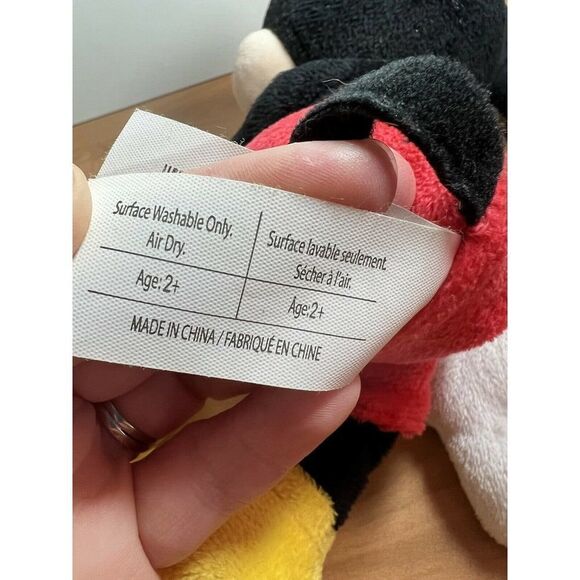 Surface Washable Only.
Air Dry.
Surface lavable seulement.
Sécher à l'air.
Age: 2+
Âge: 2+
MADE IN CHINA / FABRIQUÉ EN CHINE